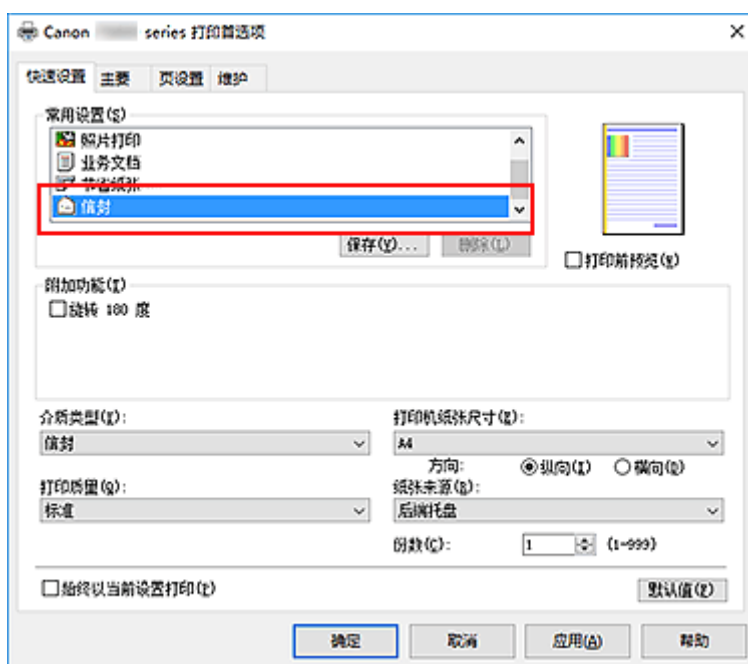 Canon series 打印首选项
快速设置 主要 页设置 维护
常用设置(S)
照片打印
业务文档
节省纸张
信封
保存(V)... 删除(L)
打印前预览(W)
附加功能(I)
旋转 180 度
介质类型(Y):
信封
打印机纸张尺寸(Z):
A4
方向: 纵向(I) 横向(D)
打印质量(Q):
标准
纸张来源(B):
后端托盘
份数(C): 1 (1-999)
始终以当前设置打印(P)
默认值(F)
确定 取消 应用(A) 帮助